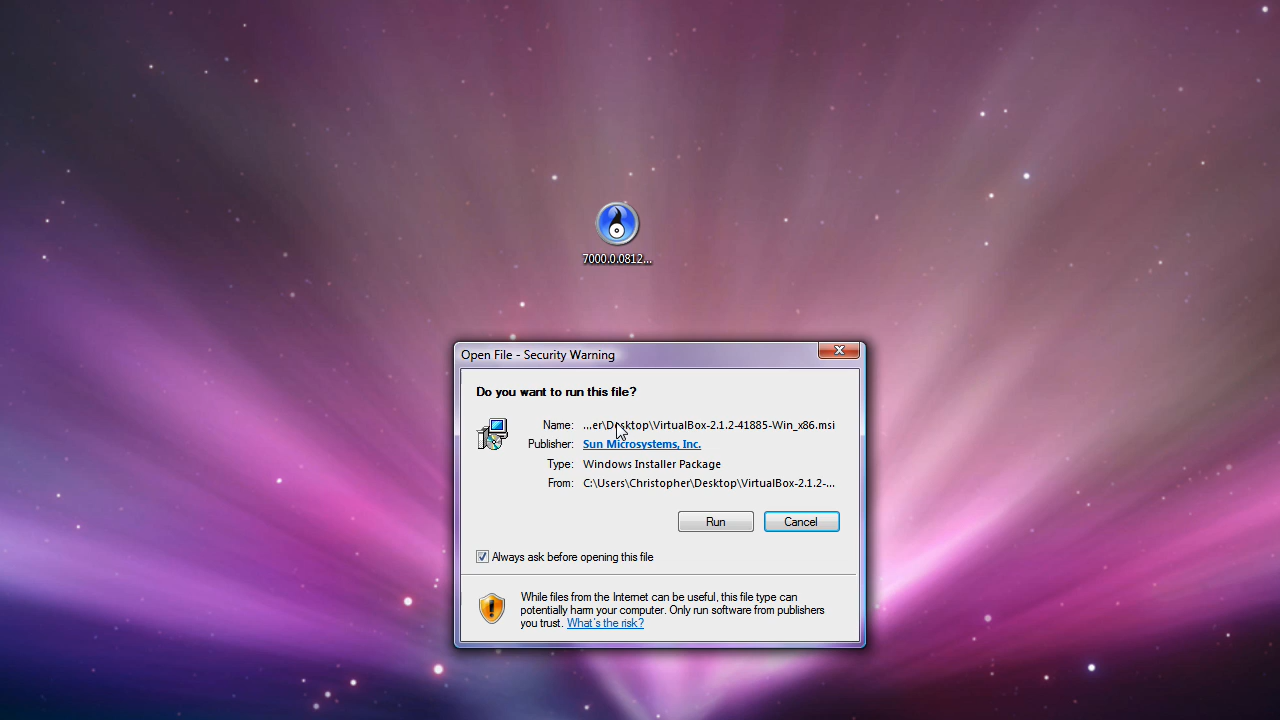 7000.0.0812...
Open File - Security Warning
Do you want to run this file?
Name: ...er\Desktop\VirtualBox-2.1.2-41885-Win_x86.msi
Publisher: Sun Microsystems, Inc.
Type: Windows Installer Package
From: C:\Users\Christopher\Desktop\VirtualBox-2.1.2-...
Run Cancel
Always ask before opening this file
While files from the Internet can be useful, this file type can
potentially harm your computer. Only run software from publishers
you trust. What's the risk?